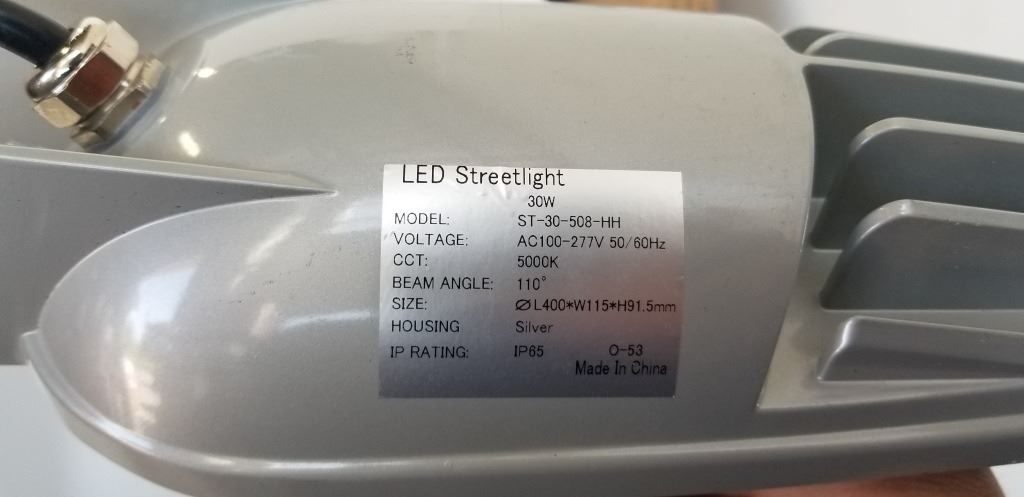 LED Streetlight
30W
MODEL: ST-30-508-HH
VOLTAGE: AC100-277V 50/60Hz
CCT: 5000K
BEAM ANGLE: 110°
SIZE: ∅L400*W115*H91.5mm
HOUSING Silver
IP RATING: IP65 O-53
Made In China